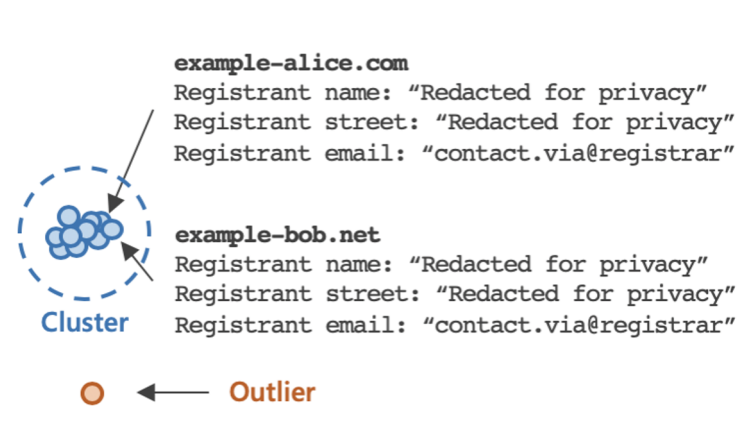 example-alice.com
Registrant name: “Redacted for privacy”
Registrant street: “Redacted for privacy”
Registrant email: “contact.via@registrar”
example-bob.net
Registrant name: “Redacted for privacy”
Registrant street: “Redacted for privacy”
Registrant email: “contact.via@registrar”
Cluster
Outlier